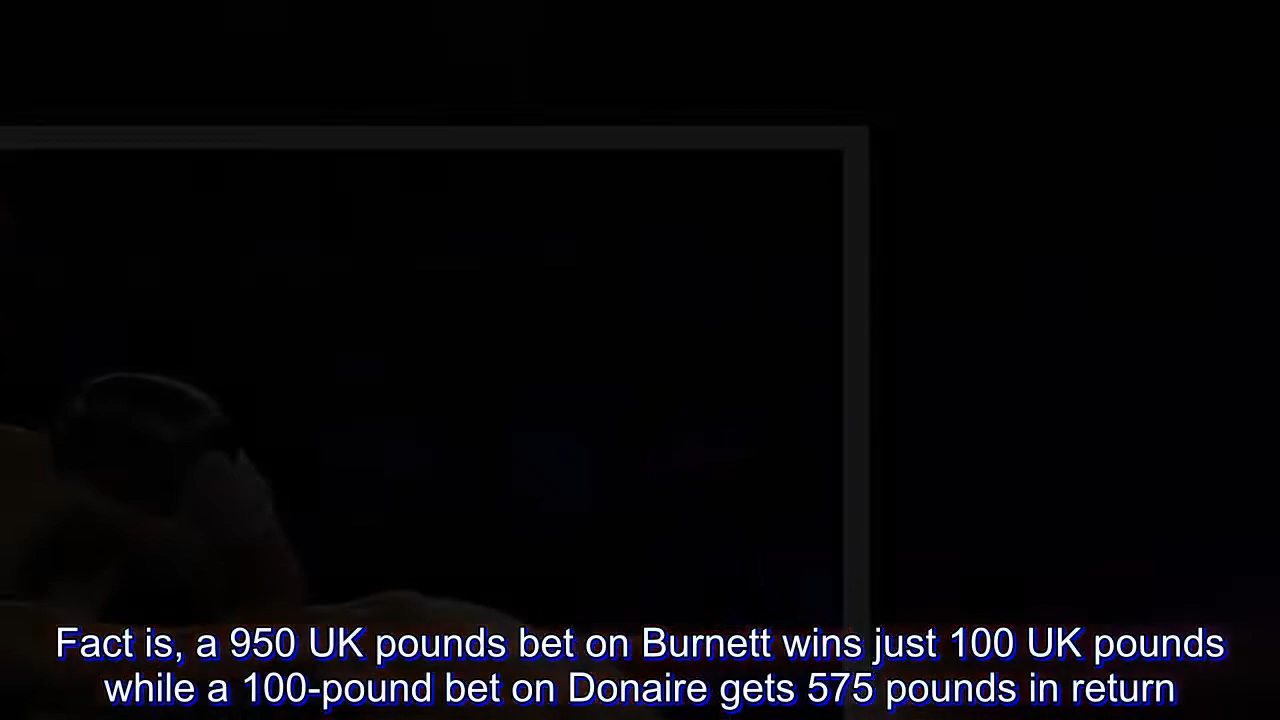 Fact is, a 950 UK pounds bet on Burnett wins just 100 UK pounds
while a 100-pound bet on Donaire gets 575 pounds in return